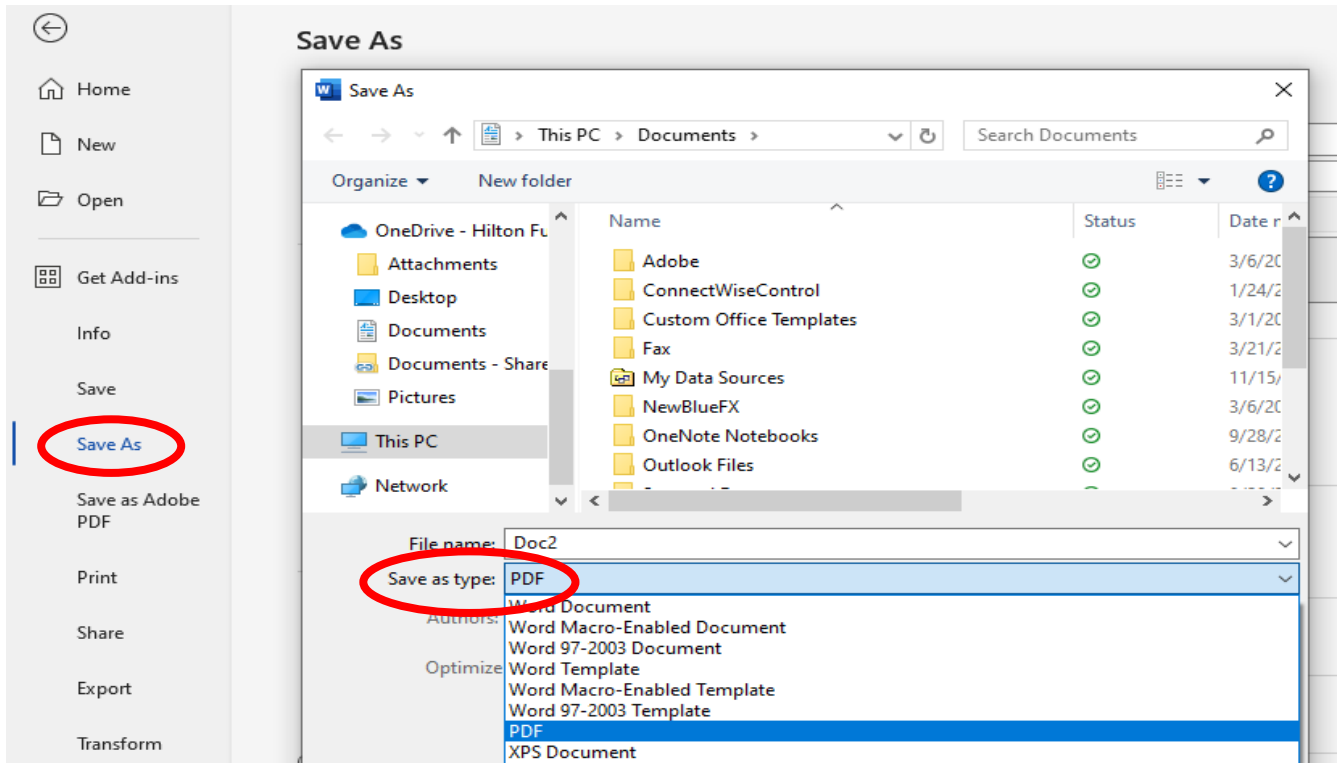 Save As
Home
New
Open
Get Add-ins
Info
Save
Save As
Save as Adobe
PDF
Print
Share
Export
Transform
W Save As
This PC > Documents >
Search Documents
Organize
New folder
?
OneDrive - Hilton Fu
Attachments
Desktop
Documents
Documents - Share
Pictures
This PC
Network
Name Status Date r
Adobe 3/6/20
ConnectWiseControl 1/24/2
Custom Office Templates 3/1/20
Fax 3/21/2
My Data Sources 11/15/
NewBlueFX 3/6/20
OneNote Notebooks 9/28/2
Outlook Files 6/13/2
File name: Doc2
Save as type: PDF
Authors:
Optimize
Word Document
Word Macro-Enabled Document
Word 97-2003 Document
Word Template
Word Macro-Enabled Template
Word 97-2003 Template
PDF
XPS Document